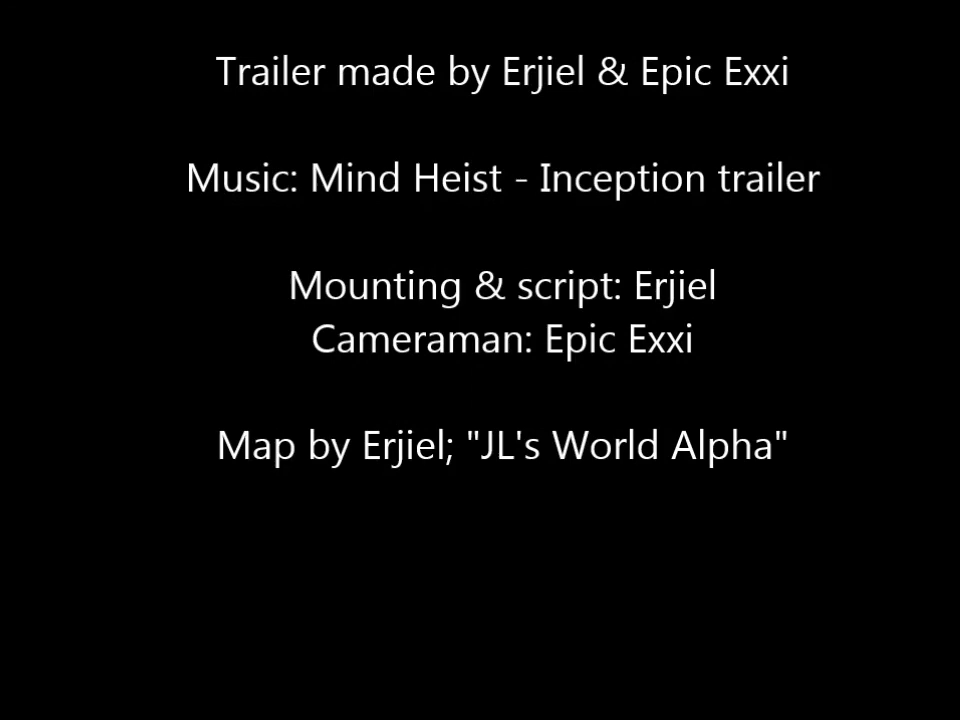 Trailer made by Erjiel & Epic Exxi
Music: Mind Heist - Inception trailer
Mounting & script: Erjiel
Cameraman: Epic Exxi
Map by Erjiel; "JL's World Alpha"